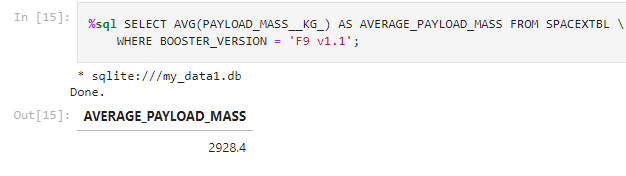 In [15]: %sql SELECT AVG(PAYLOAD_MASS__KG_) AS AVERAGE_PAYLOAD_MASS FROM SPACEXTBL \
WHERE BOOSTER_VERSION = 'F9 v1.1';
* sqlite:///my_data1.db
Done.
Out[15]: AVERAGE_PAYLOAD_MASS
2928.4